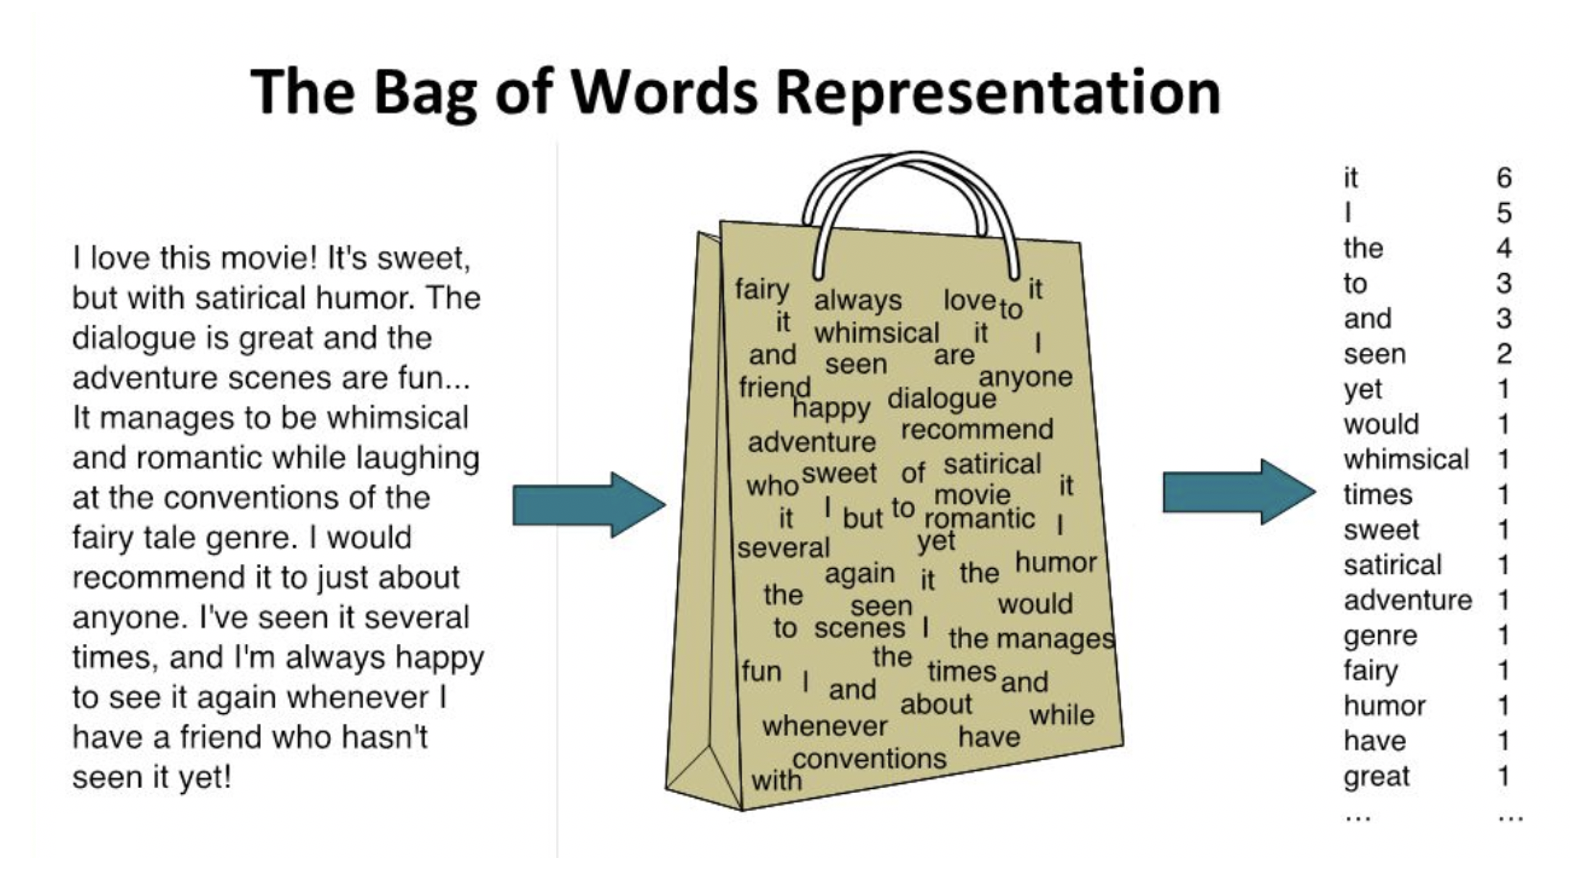 The Bag of Words Representation
I love this movie! It's sweet,
but with satirical humor. The
dialogue is great and the
adventure scenes are fun...
It manages to be whimsical
and romantic while laughing
at the conventions of the
fairy tale genre. I would
recommend it to just about
anyone. I've seen it several
times, and I'm always happy
to see it again whenever I
have a friend who hasn't
seen it yet!
fairy always love to it
it whimsical it I
and seen are anyone
friend happy dialogue
adventure recommend
who sweet of satirical it
it I but to movie romantic I
several yet
again it the humor
the seen would
to scenes I the manages
fun I and the times and
whenever about have while
conventions
with
it 6
I 5
the 4
to 3
and 3
seen 2
yet 1
would 1
whimsical 1
times 1
sweet 1
satirical 1
adventure 1
genre 1
fairy 1
humor 1
have 1
great 1
... ...